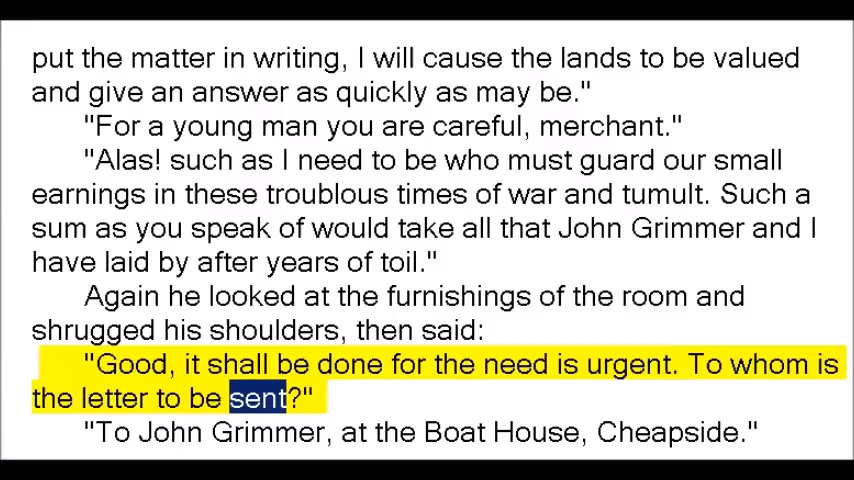 put the matter in writing, I will cause the lands to be valued
and give an answer as quickly as may be."
"For a young man you are careful, merchant."
"Alas! such as I need to be who must guard our small
earnings in these troublous times of war and tumult. Such a
sum as you speak of would take all that John Grimmer and I
have laid by after years of toil."
Again he looked at the furnishings of the room and
shrugged his shoulders, then said:
"Good, it shall be done for the need is urgent. To whom is
the letter to be sent?"
"To John Grimmer, at the Boat House, Cheapside."